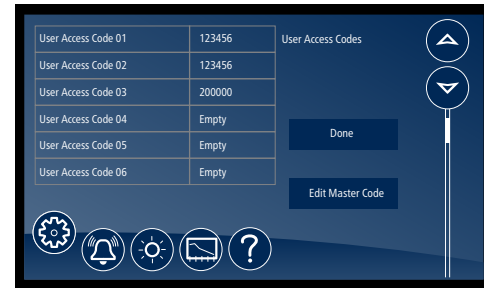 User Access Code 01 123456 User Access Codes
User Access Code 02 123456
User Access Code 03 200000
User Access Code 04 Empty
Done
User Access Code 05 Empty
User Access Code 06 Empty
Edit Master Code
?